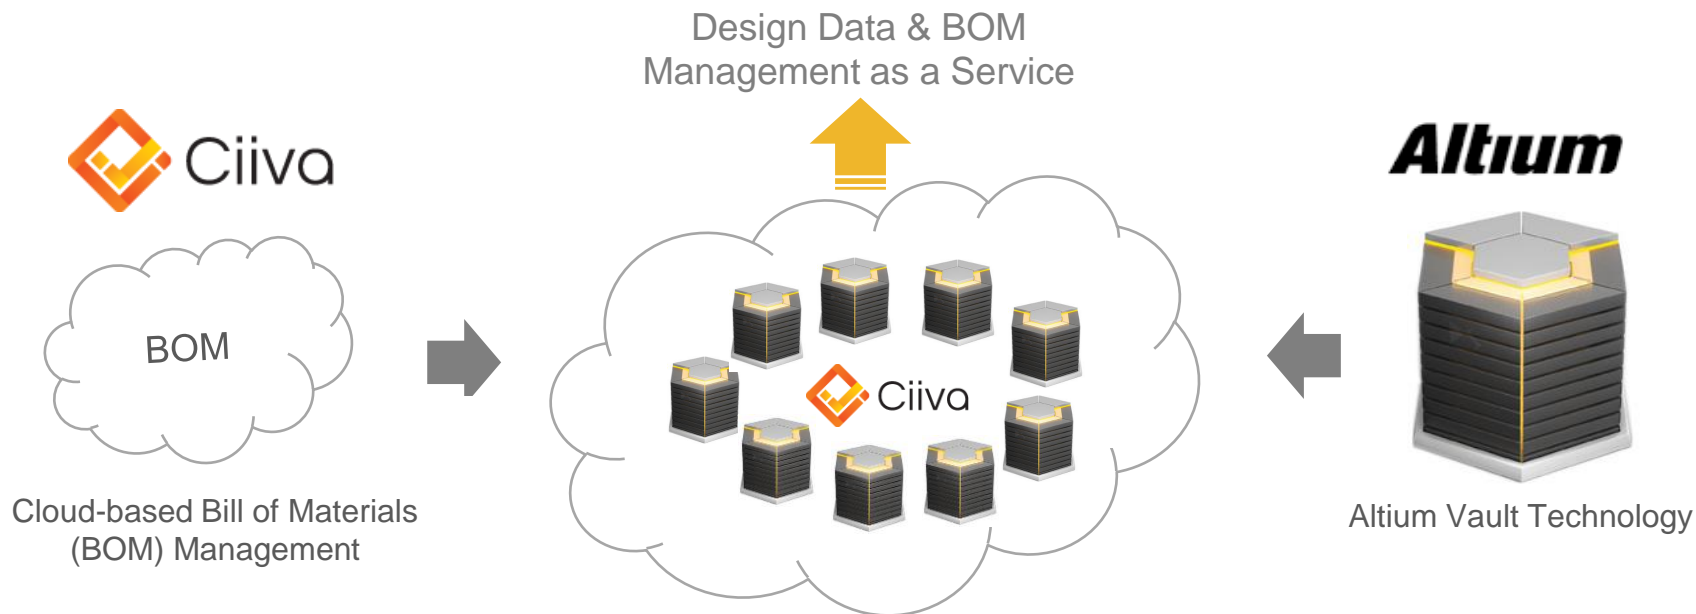 Design Data & BOM
Management as a Service
Ciiva
Altium
BOM
Ciiva
Cloud-based Bill of Materials
(BOM) Management
Altium Vault Technology